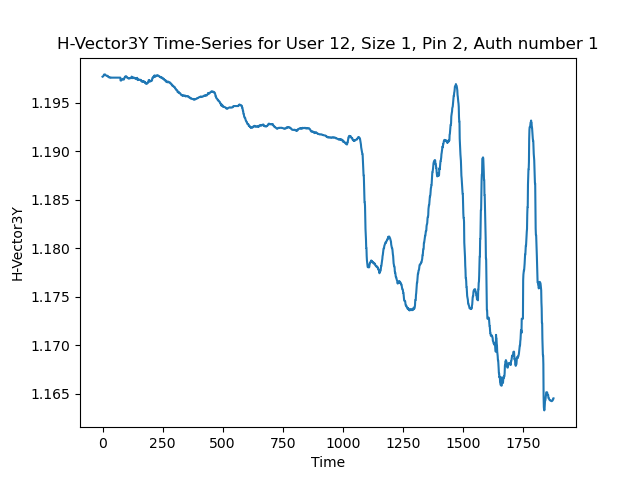 H-Vector3Y Time-Series for User 12, Size 1, Pin 2, Auth number 1
1.195
1.190
1.185
1.180
1.175
1.170
1.165
H-Vector3Y
0 250 500 750 1000 1250 1500 1750
Time